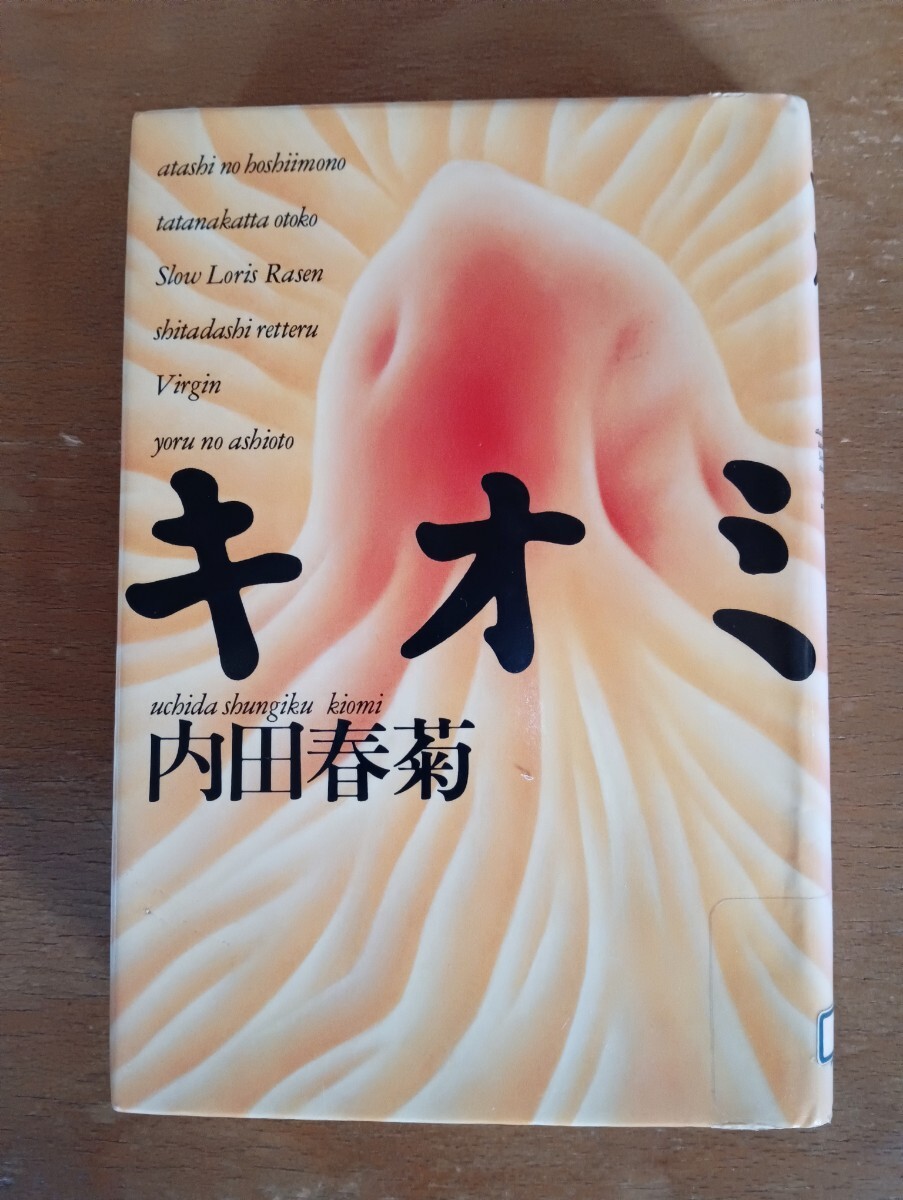 atashi no hoshiimono
tatanakatta otoko
Slow Loris Rasen
shitadashi retteru
Virgin
yoru no ashioto
キオミ
uchida shungiku kiomi
内田春菊